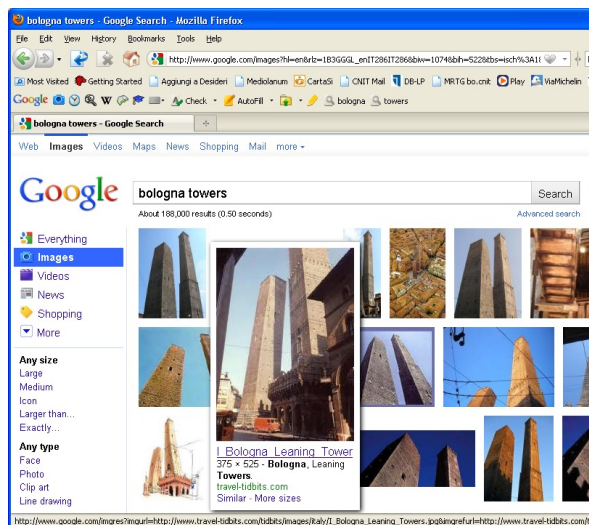 bologna towers - Google Search - Mozilla Firefox
File Edit View History Bookmarks Tools Help
http://www.google.com/images?hl=en&rlz=1B3GGGL_enIT286IT286&biw=1074&bih=522&tbs=isch%3A1
Most Visited Getting Started Aggiungi a Desideri Mediolanum CartaSi CNIT Mail DB-LP MRTG bo.cnit Play ViaMichelin
Google Check AutoFill bologna towers
bologna towers - Google Search
Web Images Videos Maps News Shopping Mail more
Google
bologna towers Search
About 188,000 results (0.50 seconds) Advanced search
Everything
Images
Videos
News
Shopping
More
Any size
Large
Medium
Icon
Larger than...
Exactly...
Any type
Face
Photo
Clip art
Line drawing
I_Bologna_Leaning_Tower
375 × 525 - Bologna, Leaning
Towers.
travel-tidbits.com
Similar - More sizes
http://www.google.com/imgres?imgurl=http://www.travel-tidbits.com/tidbits/images/italy/I_Bologna_Leaning_Towers.jpg&imgrefurl=http://www.travel-tidbits.com/